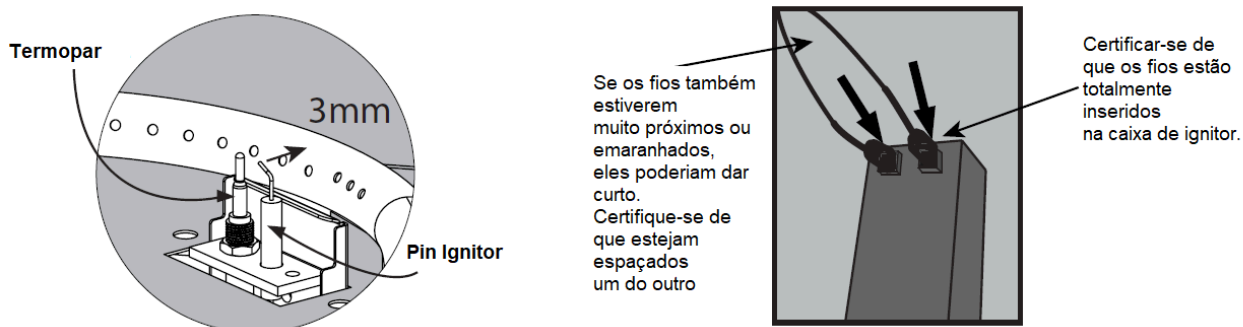 Termopar
3mm
Pin Ignitor
Se os fios também
estiverem
muito próximos ou
emaranhados,
eles poderiam dar
curto.
Certifique-se de
que estejam
espaçados
um do outro
Certificar-se de
que os fios estão
totalmente
inseridos
na caixa de ignitor.